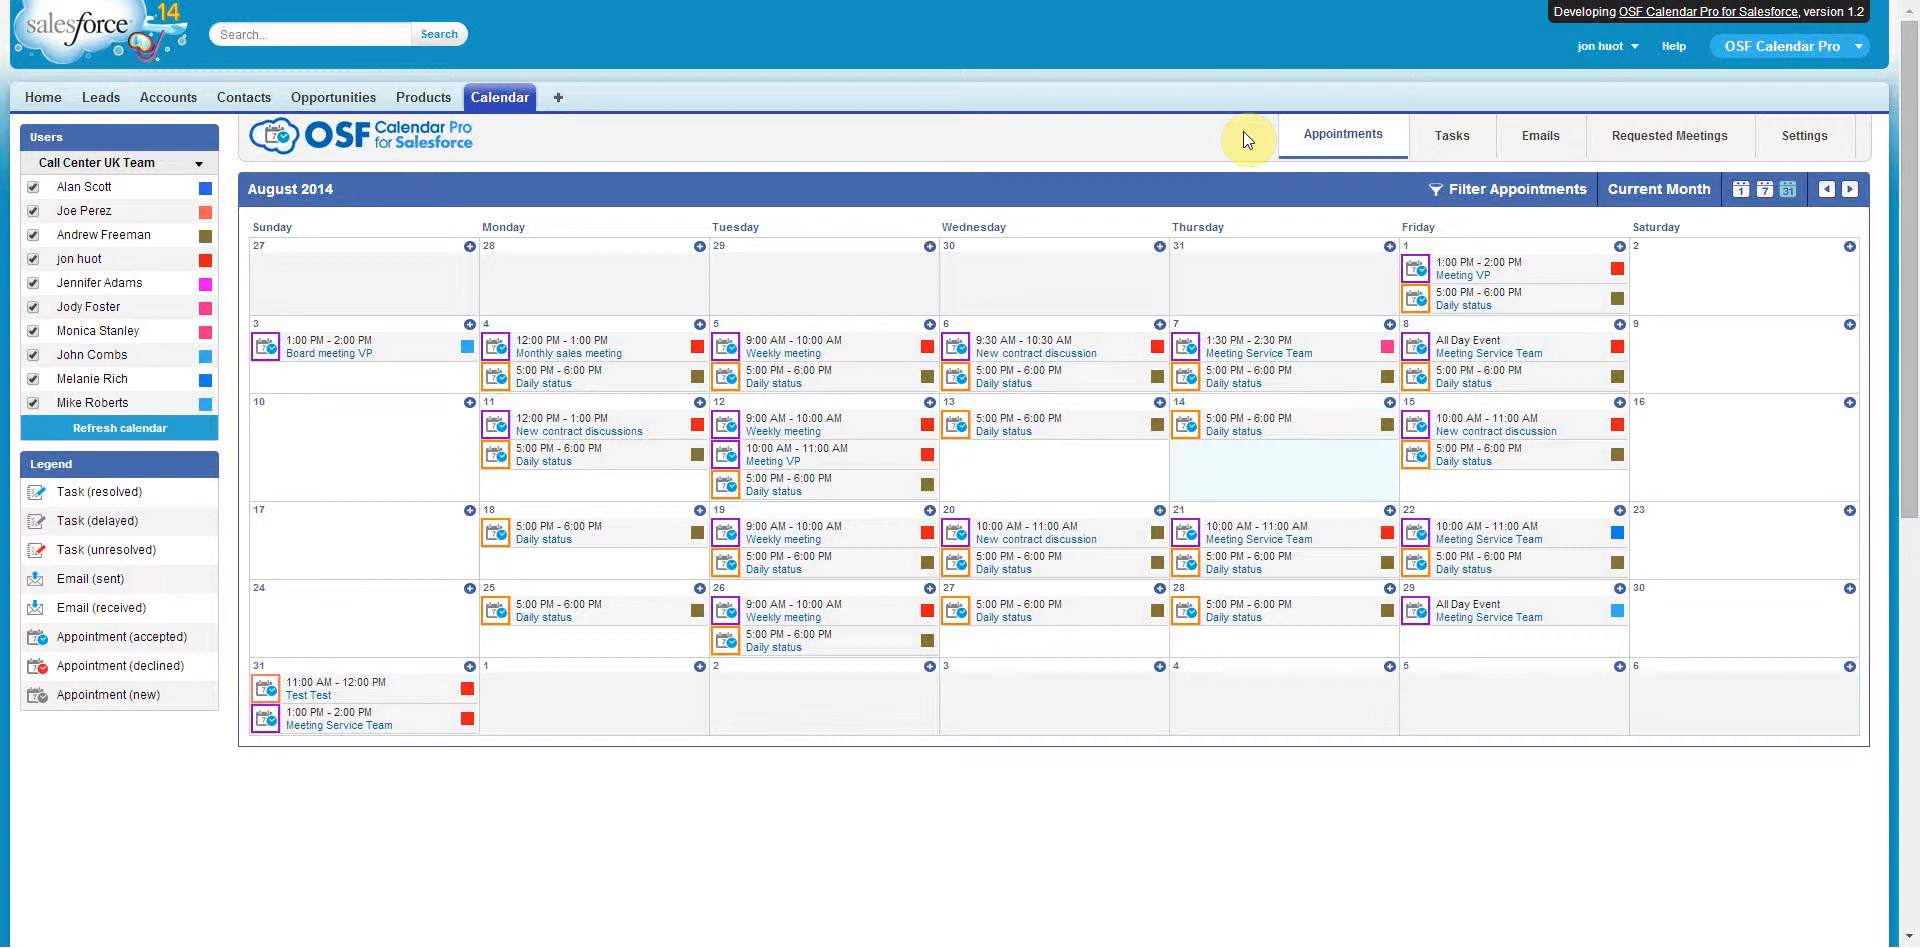 salesforce
14
Search...
Search
Developing OSF Calendar Pro for Salesforce, version 1.2
jon huot
Help
OSF Calendar Pro
Home
Leads
Accounts
Contacts
Opportunities
Products
Calendar
Users
Call Center UK Team
Alan Scott
Joe Perez
Andrew Freeman
jon huot
Jennifer Adams
Jody Foster
Monica Stanley
John Combs
Melanie Rich
Mike Roberts
Refresh calendar
Legend
Task (resolved)
Task (delayed)
Task (unresolved)
Email (sent)
Email (received)
Appointment (accepted)
Appointment (declined)
Appointment (new)
OSF Calendar Pro
for Salesforce
Appointments
Tasks
Emails
Requested Meetings
Settings
August 2014
Filter Appointments
Current Month
1
7
31
Sunday
Monday
Tuesday
Wednesday
Thursday
Friday
Saturday
27
28
29
30
31
1
1:00 PM - 2:00 PM
Meeting VP
5:00 PM - 6:00 PM
Daily status
2
3
1:00 PM - 2:00 PM
Board meeting VP
4
12:00 PM - 1:00 PM
Monthly sales meeting
5:00 PM - 6:00 PM
Daily status
5
9:00 AM - 10:00 AM
Weekly meeting
5:00 PM - 6:00 PM
Daily status
6
9:30 AM - 10:30 AM
New contract discussion
5:00 PM - 6:00 PM
Daily status
7
1:30 PM - 2:30 PM
Meeting Service Team
5:00 PM - 6:00 PM
Daily status
8
All Day Event
Meeting Service Team
5:00 PM - 6:00 PM
Daily status
9
10
11
12:00 PM - 1:00 PM
New contract discussions
5:00 PM - 6:00 PM
Daily status
12
9:00 AM - 10:00 AM
Weekly meeting
10:00 AM - 11:00 AM
Meeting VP
5:00 PM - 6:00 PM
Daily status
13
5:00 PM - 6:00 PM
Daily status
14
5:00 PM - 6:00 PM
Daily status
15
10:00 AM - 11:00 AM
New contract discussion
5:00 PM - 6:00 PM
Daily status
16
17
18
5:00 PM - 6:00 PM
Daily status
19
9:00 AM - 10:00 AM
Weekly meeting
5:00 PM - 6:00 PM
Daily status
20
10:00 AM - 11:00 AM
New contract discussion
5:00 PM - 6:00 PM
Daily status
21
10:00 AM - 11:00 AM
Meeting Service Team
5:00 PM - 6:00 PM
Daily status
22
10:00 AM - 11:00 AM
Meeting Service Team
5:00 PM - 6:00 PM
Daily status
23
24
25
5:00 PM - 6:00 PM
Daily status
26
9:00 AM - 10:00 AM
Weekly meeting
5:00 PM - 6:00 PM
Daily status
27
5:00 PM - 6:00 PM
Daily status
28
5:00 PM - 6:00 PM
Daily status
29
All Day Event
Meeting Service Team
30
31
11:00 AM - 12:00 PM
Test Test
1:00 PM - 2:00 PM
Meeting Service Team
1
2
3
4
5
6